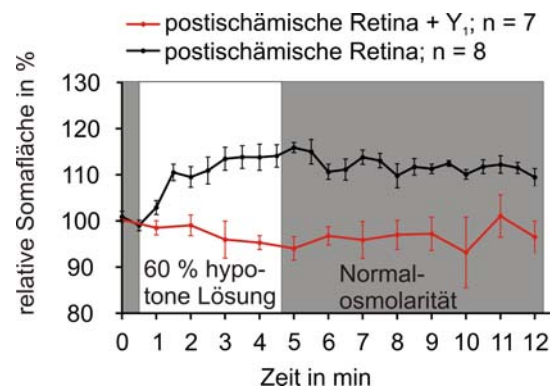 postischämische Retina + Y₁; n = 7
postischämische Retina; n = 8
relative Somafläche in %
130
120
110
100
90
80
60 % hypo-
tone Lösung
Normal-
osmolarität
0 1 2 3 4 5 6 7 8 9 10 11 12
Zeit in min